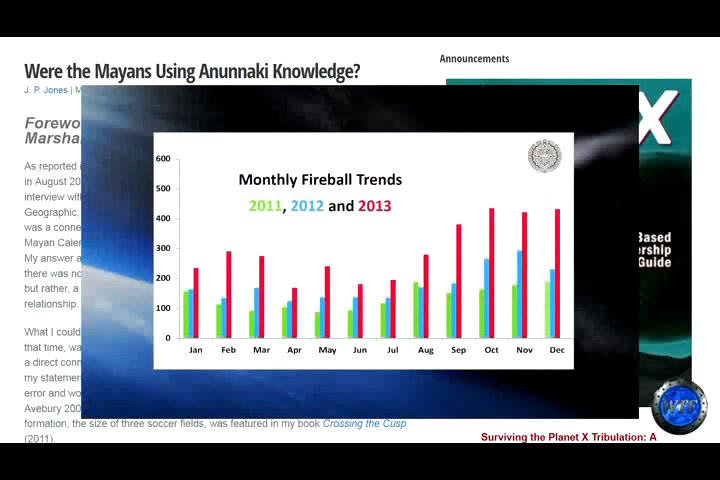 Announcements
Were the Mayans Using Anunnaki Knowledge?
J. P. Jones | M
Forewo
Marsha
As reported i
in August 20
interview wit
Geographic,
was a conne
Mayan Caler
My answer a
there was no
but rather, a
relationship.
What I could
that time, wa
a direct conn
my statemer
error and wo
Avebury 200
formation, the size of three soccer fields, was featured in my book Crossing the Cusp
(2011).
Monthly Fireball Trends
2011, 2012 and 2013
600
500
400
300
200
100
0
Jan Feb Mar Apr May Jun Jul Aug Sep Oct Nov Dec
X
Based
ership
Guide
WTF
Surviving the Planet X Tribulation: A